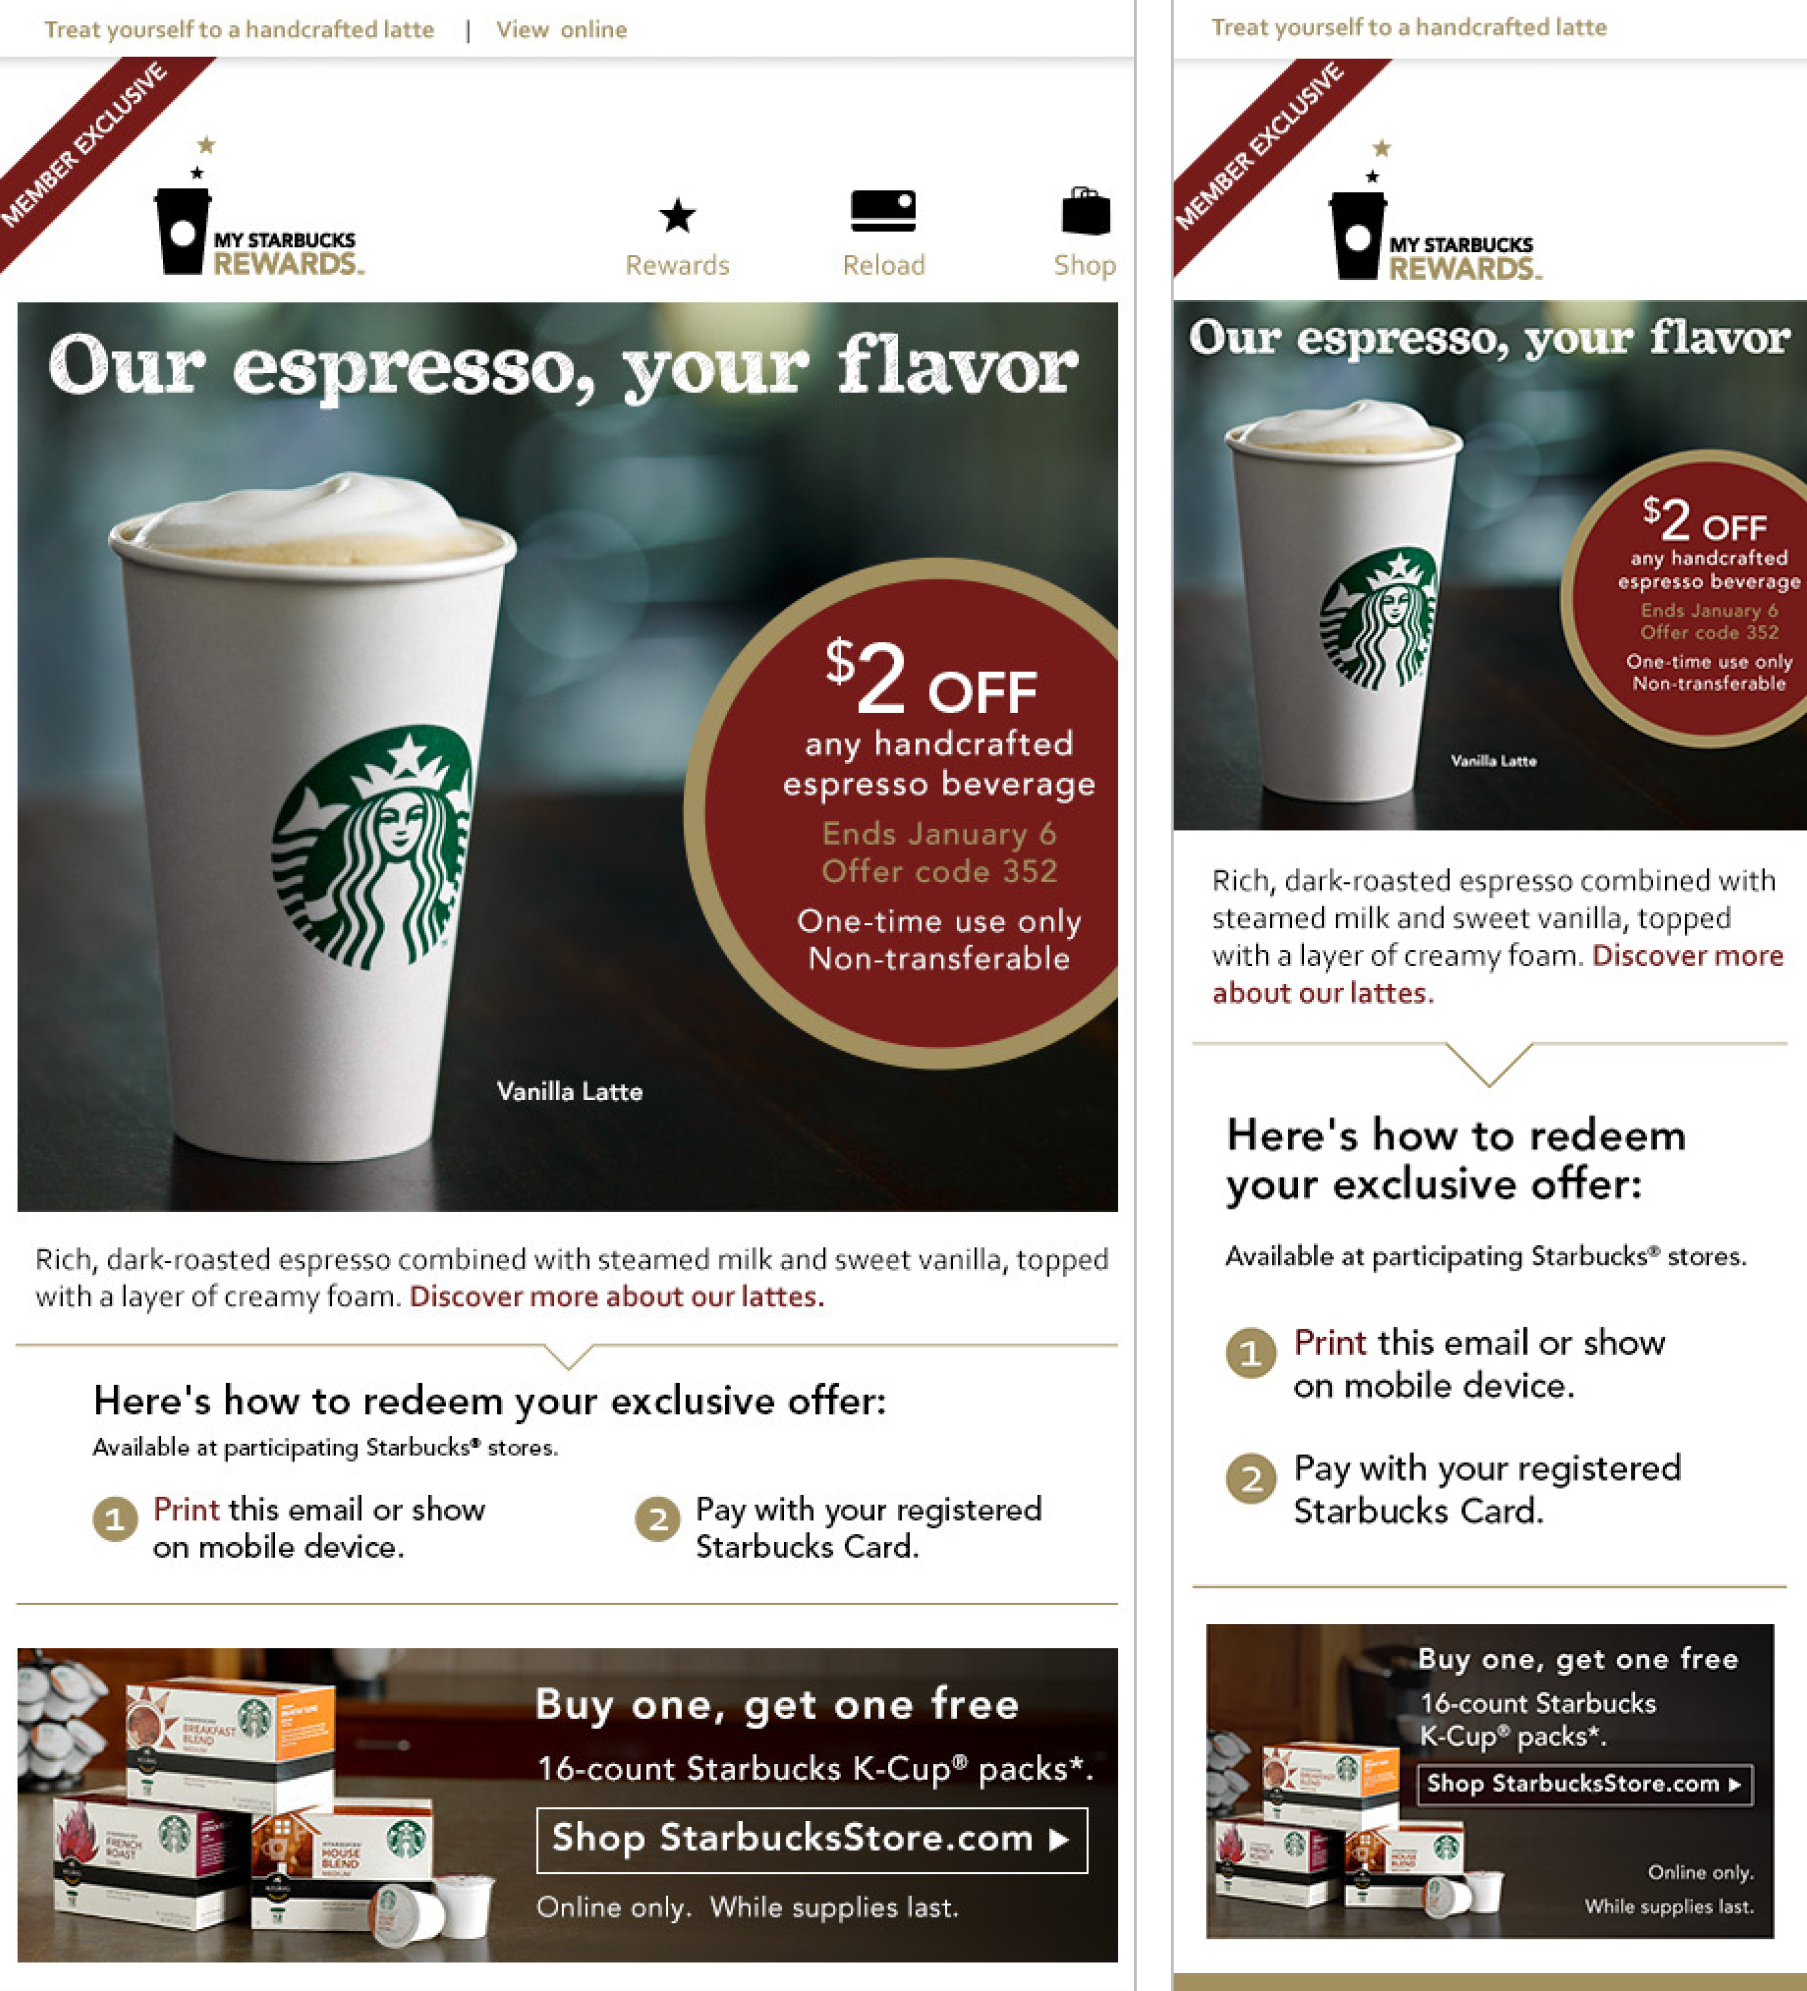 Treat yourself to a handcrafted latte | View online
MEMBER EXCLUSIVE
MY STARBUCKS
REWARDS™
Rewards
Reload
Shop
Our espresso, your flavor
$2 OFF
any handcrafted
espresso beverage
Ends January 6
Offer code 352
One-time use only
Non-transferable
Vanilla Latte
Rich, dark-roasted espresso combined with steamed milk and sweet vanilla, topped
with a layer of creamy foam. Discover more about our lattes.
Here's how to redeem your exclusive offer:
Available at participating Starbucks® stores.
1 Print this email or show
on mobile device.
2 Pay with your registered
Starbucks Card.
BREAKFAST
BLEND
FRENCH
ROAST
HOUSE
BLEND
Buy one, get one free
16-count Starbucks K-Cup® packs*.
Shop StarbucksStore.com ▶
Online only. While supplies last.
Treat yourself to a handcrafted latte
MEMBER EXCLUSIVE
MY STARBUCKS
REWARDS™
Our espresso, your flavor
$2 OFF
any handcrafted
espresso beverage
Ends January 6
Offer code 352
One-time use only
Non-transferable
Vanilla Latte
Rich, dark-roasted espresso combined with
steamed milk and sweet vanilla, topped
with a layer of creamy foam. Discover more
about our lattes.
Here's how to redeem
your exclusive offer:
Available at participating Starbucks® stores.
1 Print this email or show
on mobile device.
2 Pay with your registered
Starbucks Card.
Buy one, get one free
16-count Starbucks
K-Cup® packs*.
Shop StarbucksStore.com ▶
HOUSE
BLEND
Online only.
While supplies last.